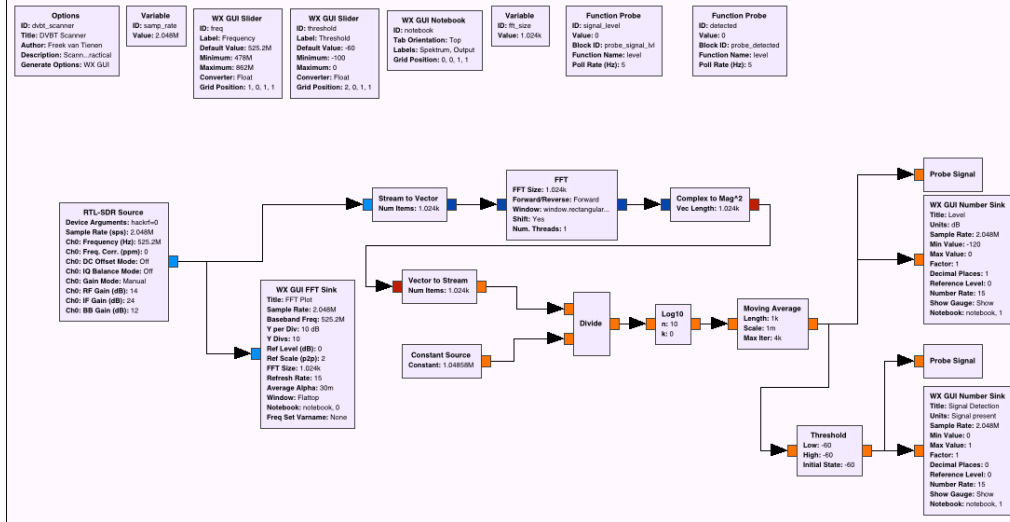 Options
ID: dvbt_scanner
Title: DVBT Scanner
Author: Freek van Tienen
Description: Scann...ractical
Generate Options: WX GUI
Variable
ID: samp_rate
Value: 2.048M
WX GUI Slider
ID: freq
Label: Frequency
Default Value: 525.2M
Minimum: 478M
Maximum: 862M
Converter: Float
Grid Position: 1, 0, 1, 1
WX GUI Slider
ID: threshold
Label: Threshold
Default Value: -60
Minimum: -100
Maximum: 0
Converter: Float
Grid Position: 2, 0, 1, 1
WX GUI Notebook
ID: notebook
Tab Orientation: Top
Labels: Spektrum, Output
Grid Position: 0, 0, 1, 1
Variable
ID: fft_size
Value: 1.024k
Function Probe
ID: signal_level
Value: 0
Block ID: probe_signal_lvl
Function Name: level
Poll Rate (Hz): 5
Function Probe
ID: detected
Value: 0
Block ID: probe_detected
Function Name: level
Poll Rate (Hz): 5
RTL-SDR Source
Device Arguments: hackrf=0
Sample Rate (sps): 2.048M
Ch0: Frequency (Hz): 525.2M
Ch0: Freq. Corr. (ppm): 0
Ch0: DC Offset Mode: Off
Ch0: IQ Balance Mode: Off
Ch0: Gain Mode: Manual
Ch0: RF Gain (dB): 14
Ch0: IF Gain (dB): 24
Ch0: BB Gain (dB): 12
Stream to Vector
Num Items: 1.024k
FFT
FFT Size: 1.024k
Forward/Reverse: Forward
Window: window.rectangular...
Shift: Yes
Num. Threads: 1
Complex to Mag^2
Vec Length: 1.024k
WX GUI FFT Sink
Title: FFT Plot
Sample Rate: 2.048M
Baseband Freq: 525.2M
Y per Div: 10 dB
Y Divs: 10
Ref Level (dB): 0
Ref Scale (p2p): 2
FFT Size: 1.024k
Refresh Rate: 15
Average Alpha: 30m
Window: Flattop
Notebook: notebook, 0
Freq Set Varname: None
Vector to Stream
Num Items: 1.024k
Constant Source
Constant: 1.04858M
Divide
Log10
n: 10
k: 0
Moving Average
Length: 1k
Scale: 1m
Max Iter: 4k
Threshold
Low: -60
High: -60
Initial State: -60
Probe Signal
WX GUI Number Sink
Title: Level
Units: dB
Sample Rate: 2.048M
Min Value: -120
Max Value: 0
Factor: 1
Decimal Places: 1
Reference Level: 0
Number Rate: 15
Show Gauge: Show
Notebook: notebook, 1
Probe Signal
WX GUI Number Sink
Title: Signal Detection
Units: Signal present
Sample Rate: 2.048M
Min Value: 0
Max Value: 1
Factor: 1
Decimal Places: 0
Reference Level: 0
Number Rate: 15
Show Gauge: Show
Notebook: notebook, 1